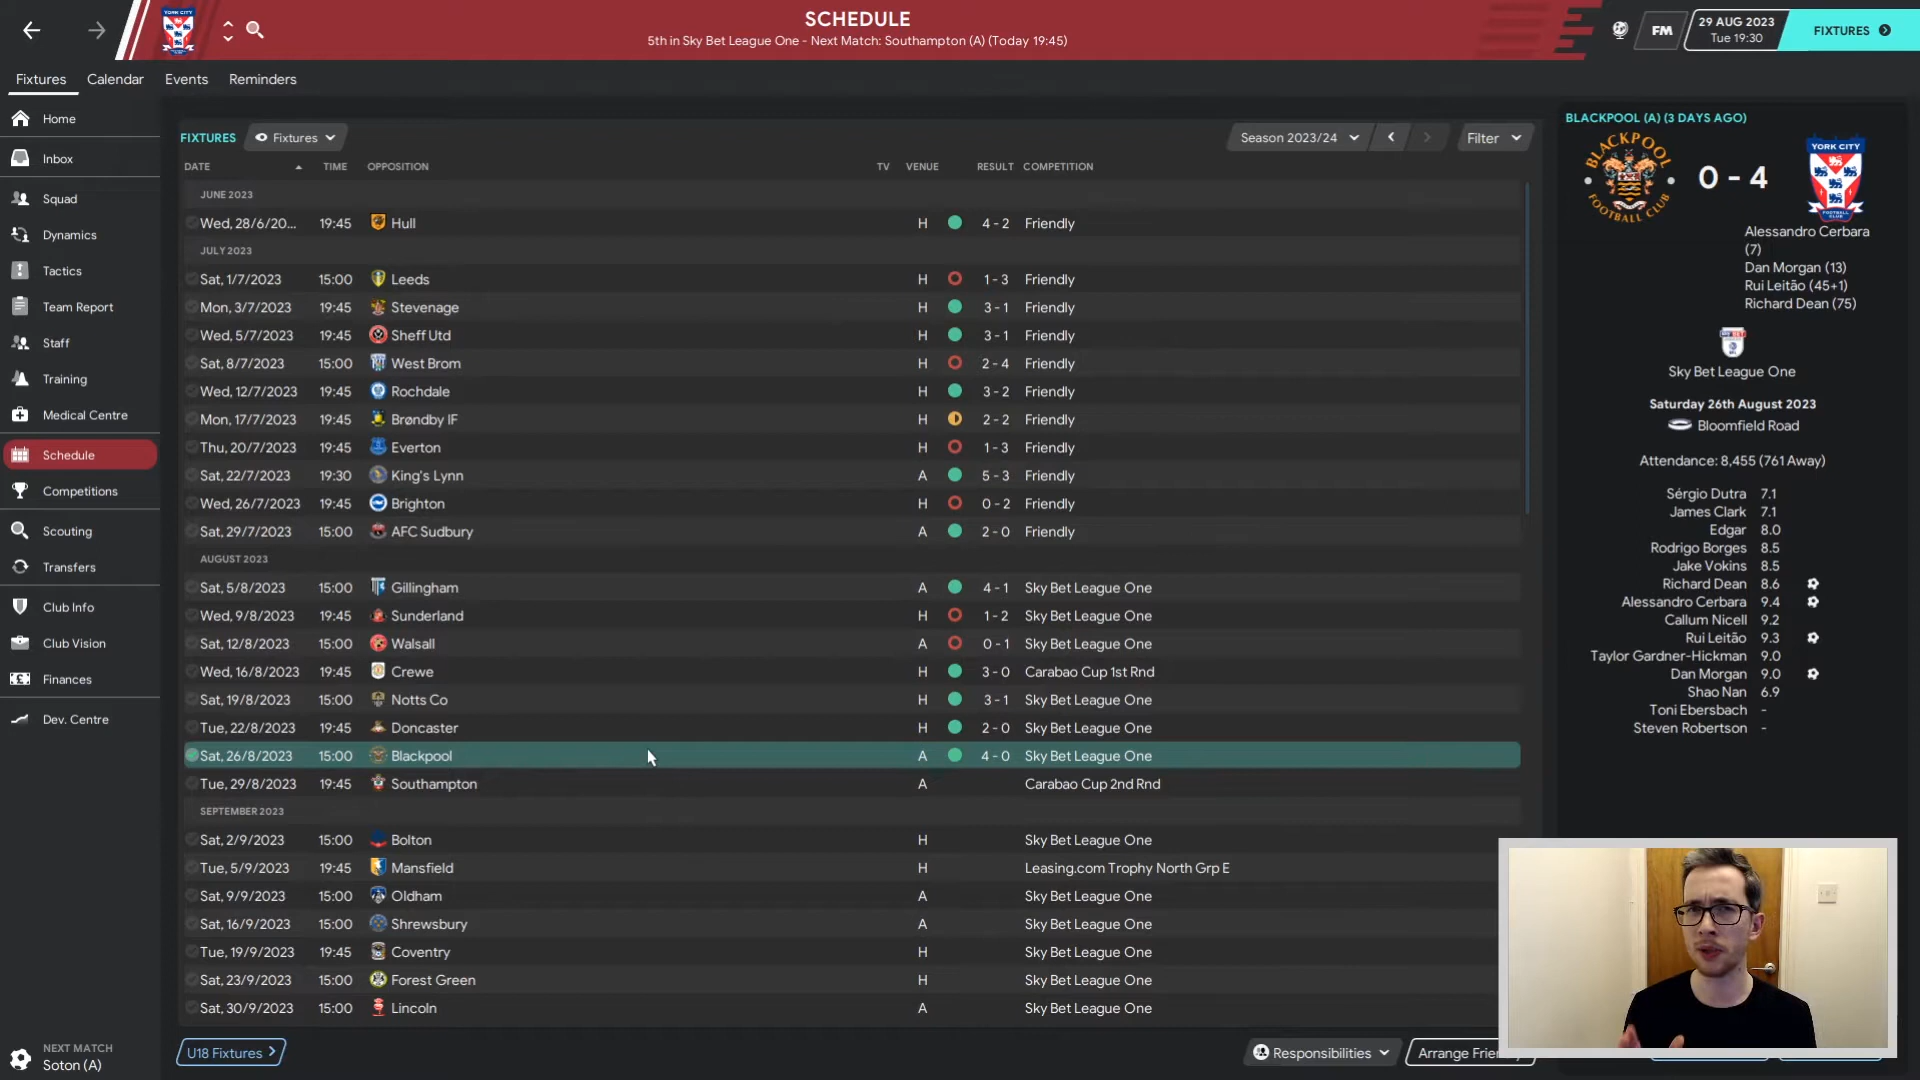 SCHEDULE
5th in Sky Bet League One - Next Match: Southampton (A) (Today 19:45)
FM
29 AUG 2023
Tue 19:30
FIXTURES
Fixtures Calendar Events Reminders
Home
Inbox
Squad
Dynamics
Tactics
Team Report
Staff
Training
Medical Centre
Schedule
Competitions
Scouting
Transfers
Club Info
Club Vision
Finances
Dev. Centre
NEXT MATCH
Soton (A)
FIXTURES Fixtures Season 2023/24 Filter
DATE TIME OPPOSITION TV VENUE RESULT COMPETITION
JUNE 2023
Wed, 28/6/20... 19:45 Hull H 4 - 2 Friendly
JULY 2023
Sat, 1/7/2023 15:00 Leeds H 1 - 3 Friendly
Mon, 3/7/2023 19:45 Stevenage H 3 - 1 Friendly
Wed, 5/7/2023 19:45 Sheff Utd H 3 - 1 Friendly
Sat, 8/7/2023 15:00 West Brom H 2 - 4 Friendly
Wed, 12/7/2023 19:45 Rochdale H 3 - 2 Friendly
Mon, 17/7/2023 19:45 Brøndby IF H 2 - 2 Friendly
Thu, 20/7/2023 19:45 Everton H 1 - 3 Friendly
Sat, 22/7/2023 19:30 King's Lynn A 5 - 3 Friendly
Wed, 26/7/2023 19:45 Brighton H 0 - 2 Friendly
Sat, 29/7/2023 15:00 AFC Sudbury A 2 - 0 Friendly
AUGUST 2023
Sat, 5/8/2023 15:00 Gillingham A 4 - 1 Sky Bet League One
Wed, 9/8/2023 19:45 Sunderland H 1 - 2 Sky Bet League One
Sat, 12/8/2023 15:00 Walsall A 0 - 1 Sky Bet League One
Wed, 16/8/2023 19:45 Crewe H 3 - 0 Carabao Cup 1st Rnd
Sat, 19/8/2023 15:00 Notts Co H 3 - 1 Sky Bet League One
Tue, 22/8/2023 19:45 Doncaster H 2 - 0 Sky Bet League One
Sat, 26/8/2023 15:00 Blackpool A 4 - 0 Sky Bet League One
Tue, 29/8/2023 19:45 Southampton A Carabao Cup 2nd Rnd
SEPTEMBER 2023
Sat, 2/9/2023 15:00 Bolton H Sky Bet League One
Tue, 5/9/2023 19:45 Mansfield H Leasing.com Trophy North Grp E
Sat, 9/9/2023 15:00 Oldham A Sky Bet League One
Sat, 16/9/2023 15:00 Shrewsbury A Sky Bet League One
Tue, 19/9/2023 19:45 Coventry H Sky Bet League One
Sat, 23/9/2023 15:00 Forest Green H Sky Bet League One
Sat, 30/9/2023 15:00 Lincoln A Sky Bet League One
U18 Fixtures Responsibilities Arrange Frien
BLACKPOOL (A) (3 DAYS AGO)
BLACKPOOL
FOOTBALL CLUB
0 - 4
YORK CITY
FOOTBALL CLUB
Alessandro Cerbara
(7)
Dan Morgan (13)
Rui Leitão (45+1)
Richard Dean (75)
Sky Bet League One
Saturday 26th August 2023
Bloomfield Road
Attendance: 8,455 (761 Away)
Sérgio Dutra 7.1
James Clark 7.1
Edgar 8.0
Rodrigo Borges 8.5
Jake Vokins 8.5
Richard Dean 8.6
Alessandro Cerbara 9.4
Callum Nicell 9.2
Rui Leitão 9.3
Taylor Gardner-Hickman 9.0
Dan Morgan 9.0
Shao Nan 6.9
Toni Ebersbach -
Steven Robertson -